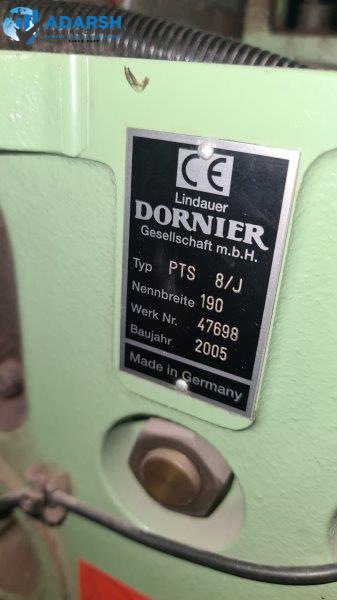 ADARSH
CE
Lindauer
DORNIER
Gesellschaft m.b.H.
Typ PTS 8/J
Nennbreite 190
Werk Nr. 47698
Baujahr 2005
Made in Germany